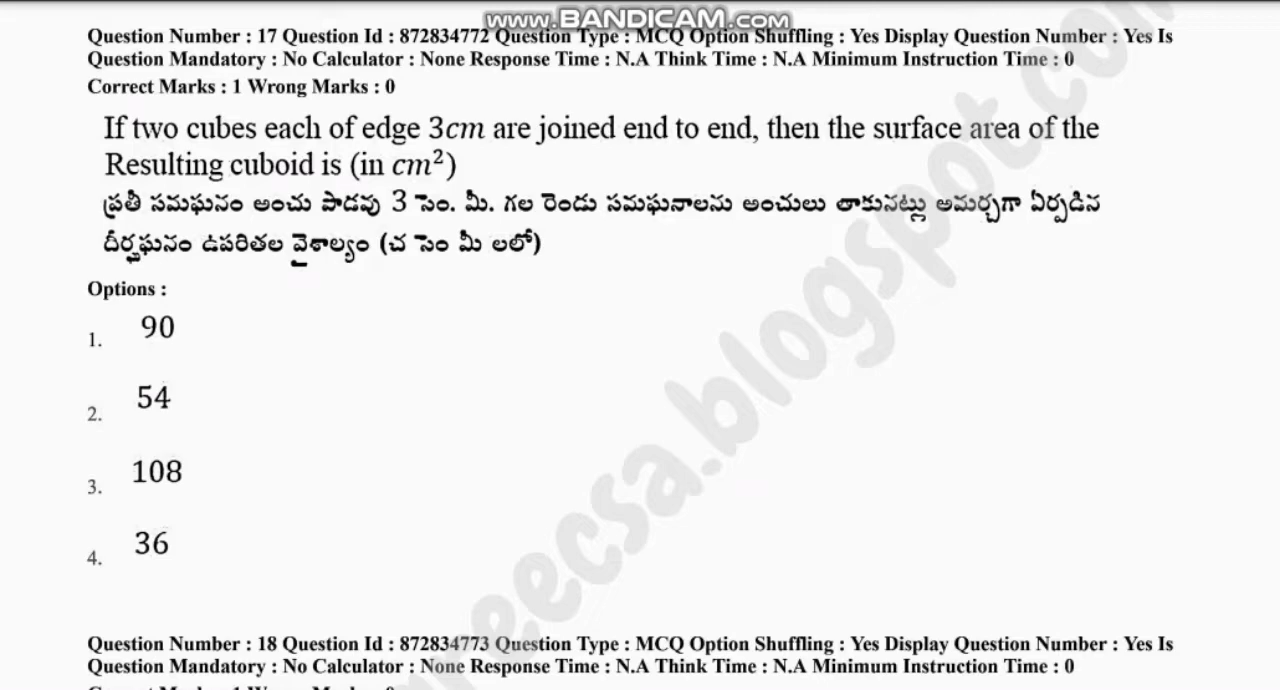 www.BANDICAM.com
Question Number : 17 Question Id : 872834772 Question Type : MCQ Option Shuffling : Yes Display Question Number : Yes Is
Question Mandatory : No Calculator : None Response Time : N.A Think Time : N.A Minimum Instruction Time : 0
Correct Marks : 1 Wrong Marks : 0
If two cubes each of edge 3cm are joined end to end, then the surface area of the
Resulting cuboid is (in cm²)
ప్రతీ సమఘనం అంచు పొడవు 3 సెం. మీ. గల రెండు సమఘనాలను అంచులు తాకునట్లు అమర్చగా ఏర్పడిన
దీర్ఘఘనం ఉపరితల వైశాల్యం (చ సెం మీ లలో)
Options :
1. 90
2. 54
3. 108
4. 36
Question Number : 18 Question Id : 872834773 Question Type : MCQ Option Shuffling : Yes Display Question Number : Yes Is
Question Mandatory : No Calculator : None Response Time : N.A Think Time : N.A Minimum Instruction Time : 0